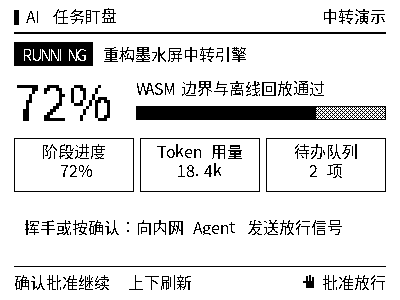 AI 任务盯盘
中转演示
RUNNING 重构墨水屏中转引擎
72%
WASM 边界与离线回放通过
阶段进度
72%
Token 用量
18.4k
待办队列
2 项
挥手或按确认：向内网 Agent 发送放行信号
确认批准继续 上下刷新
批准放行